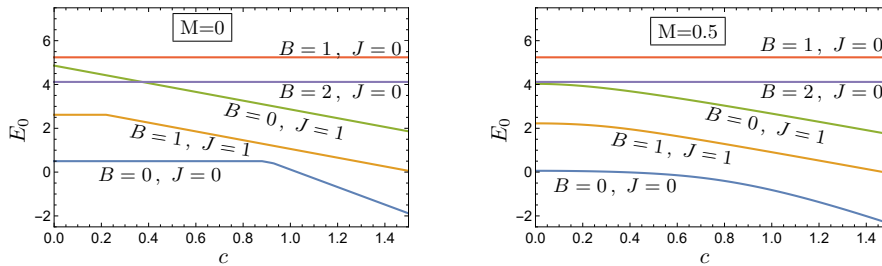 M=0
B = 1 , J = 0
B = 2 , J = 0
B = 0 , J = 1
B = 1 , J = 1
B = 0 , J = 0
E₀
6
4
2
0
−2
0.0 0.2 0.4 0.6 0.8 1.0 1.2 1.4
c
M=0.5
B = 1 , J = 0
B = 2 , J = 0
B = 0 , J = 1
B = 1 , J = 1
B = 0 , J = 0
E₀
6
4
2
0
−2
0.0 0.2 0.4 0.6 0.8 1.0 1.2 1.4
c